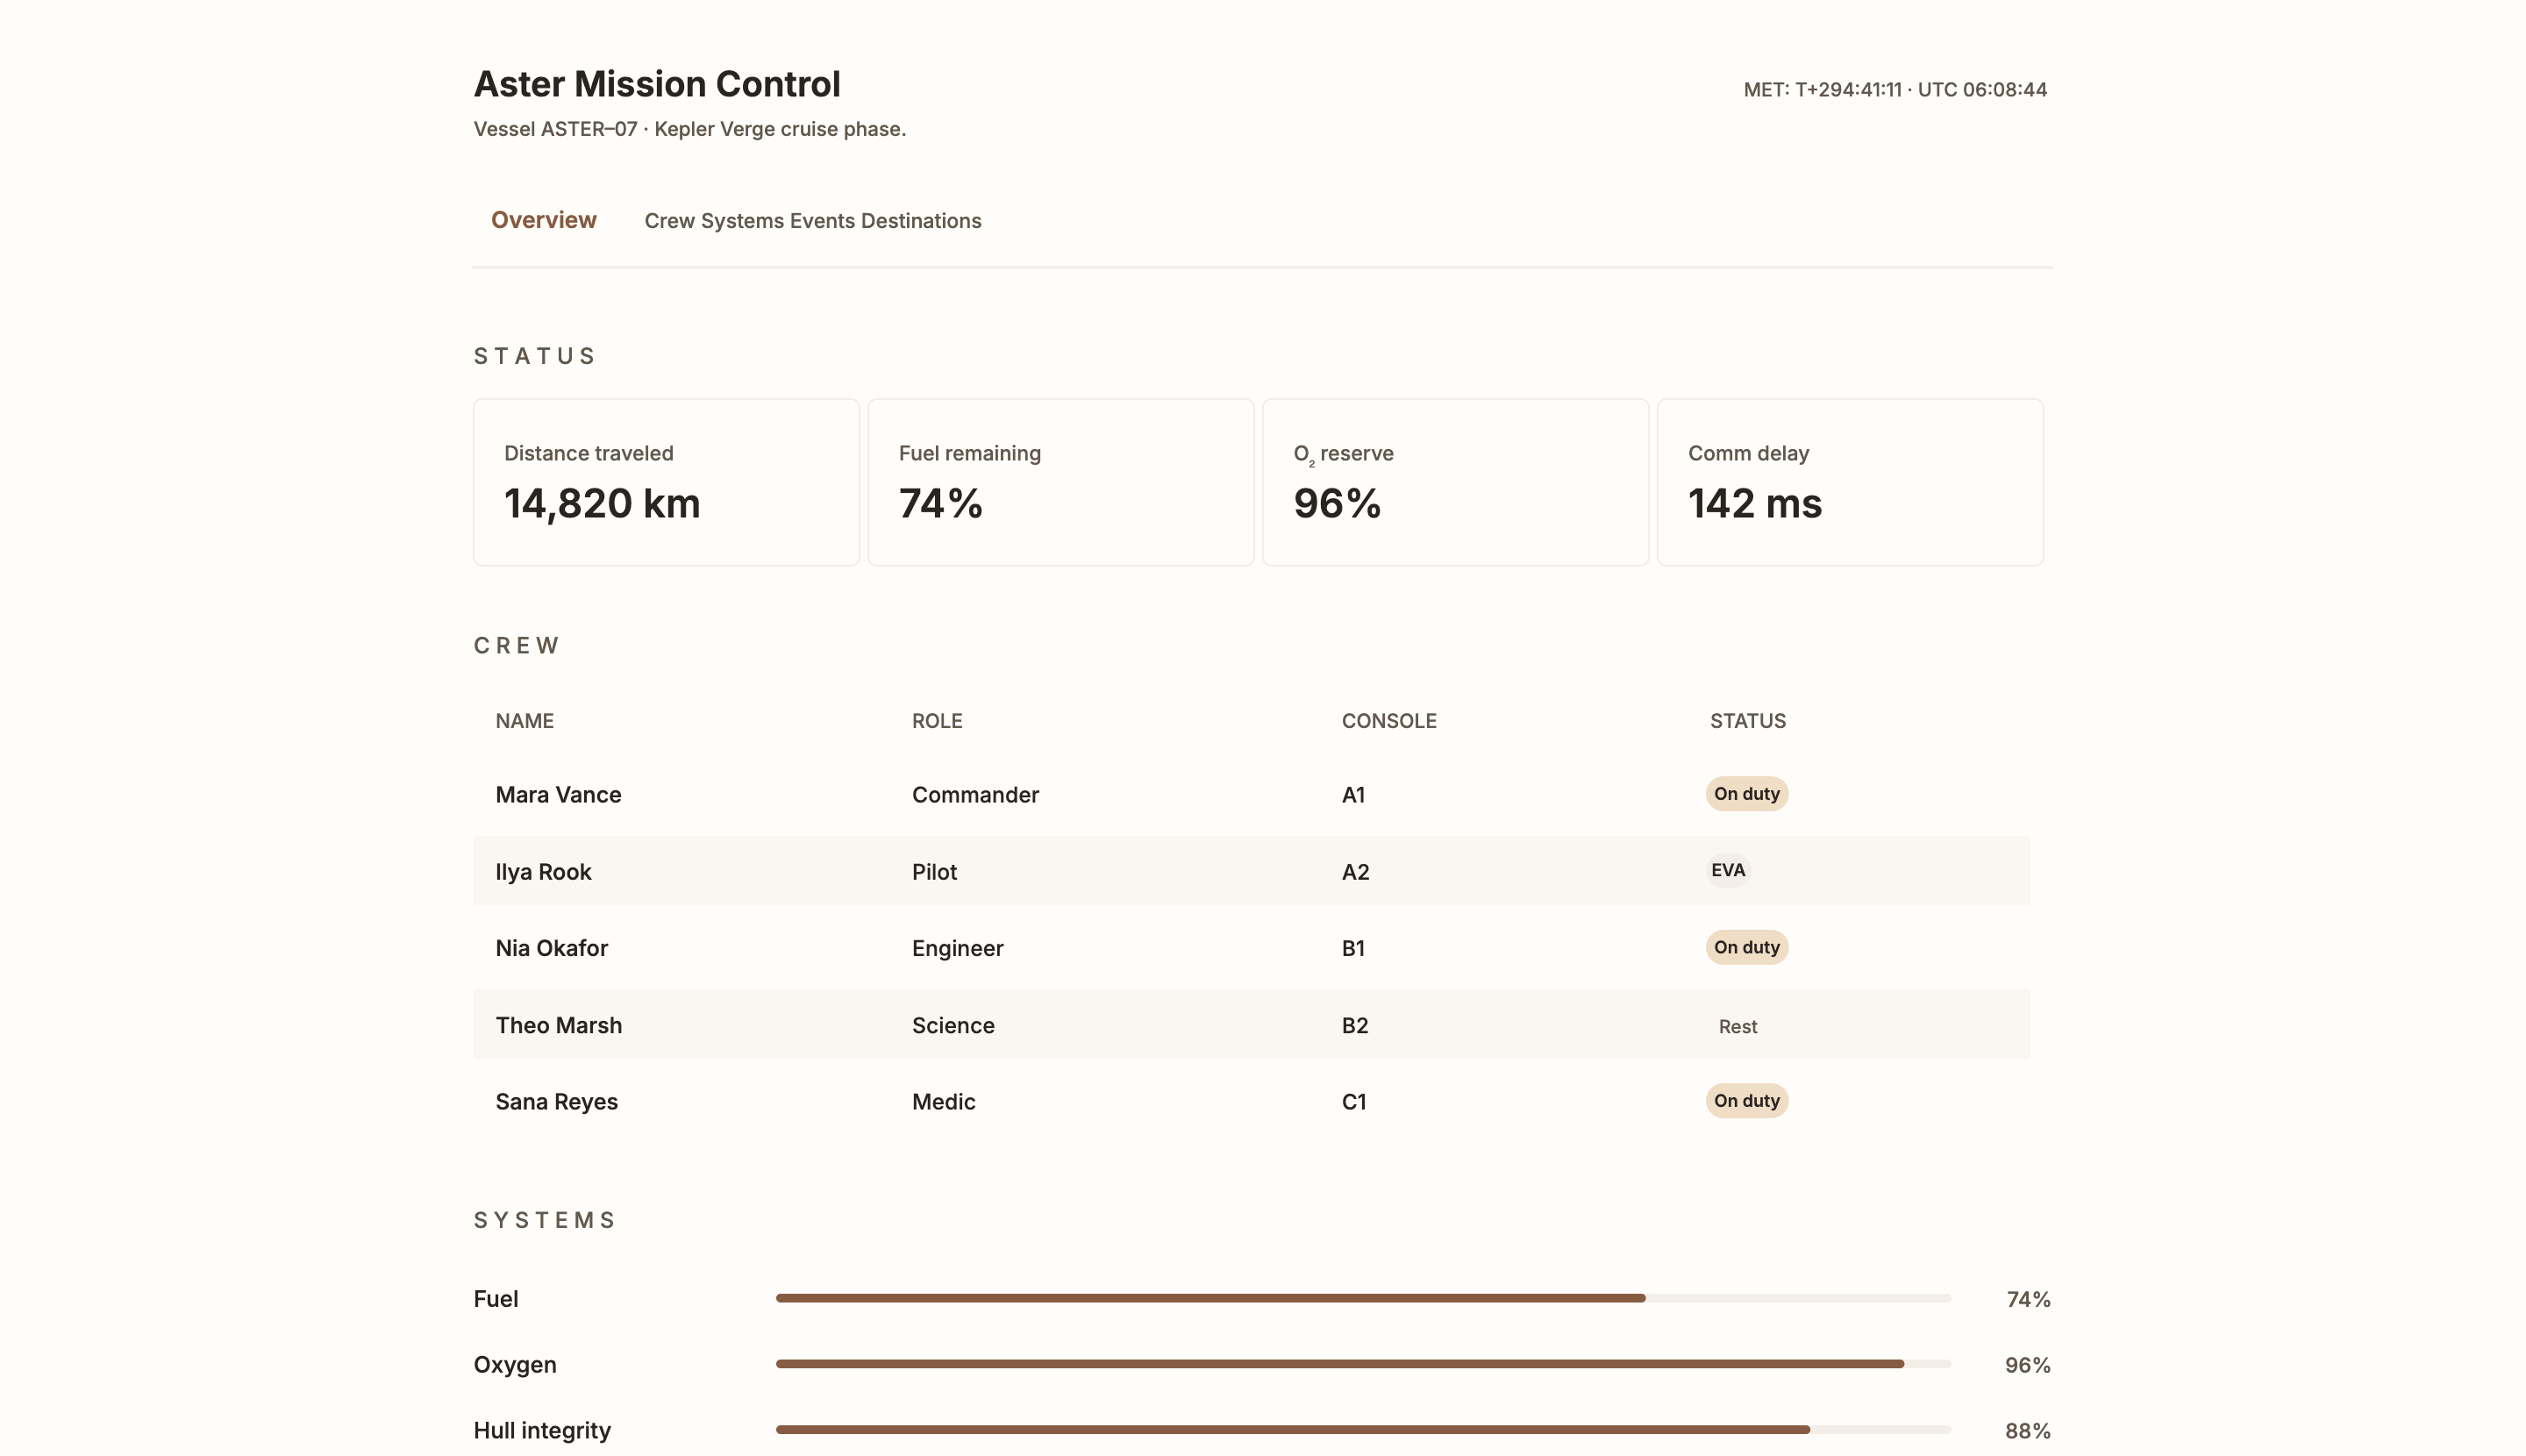 Aster Mission Control
MET: T+294:41:11 · UTC 06:08:44
Vessel ASTER–07 · Kepler Verge cruise phase.
Overview Crew Systems Events Destinations
STATUS
Distance traveled Fuel remaining O₂ reserve Comm delay
14,820 km 74% 96% 142 ms
CREW
NAME ROLE CONSOLE STATUS
Mara Vance Commander A1 On duty
Ilya Rook Pilot A2 EVA
Nia Okafor Engineer B1 On duty
Theo Marsh Science B2 Rest
Sana Reyes Medic C1 On duty
SYSTEMS
Fuel 74%
Oxygen 96%
Hull integrity 88%